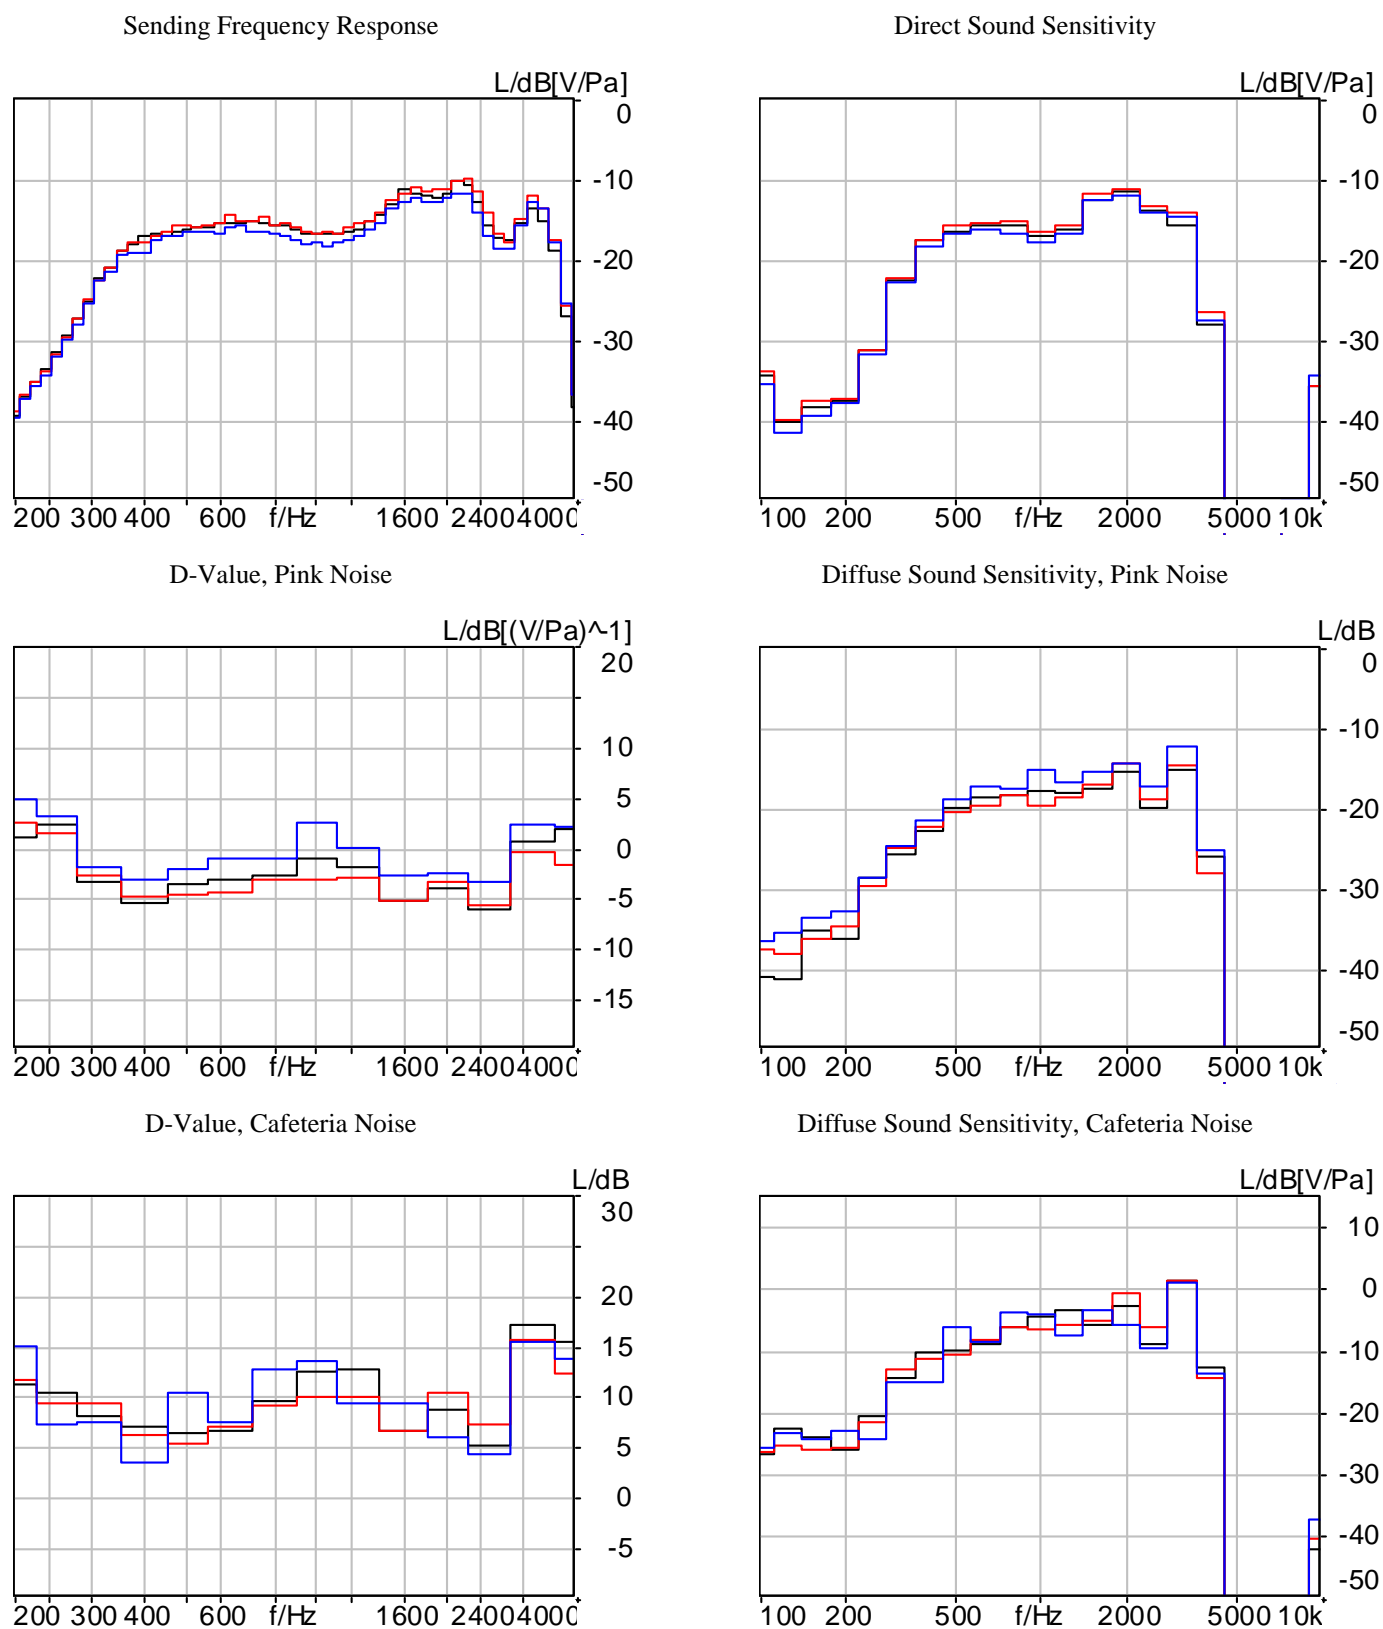 Sending Frequency Response
Direct Sound Sensitivity
L/dB[V/Pa]
0
-10
-20
-30
-40
-50
200 300 400 600 f/Hz 1600 2400 4000
L/dB[V/Pa]
0
-10
-20
-30
-40
-50
100 200 500 f/Hz 2000 5000 10k
D-Value, Pink Noise
Diffuse Sound Sensitivity, Pink Noise
L/dB[(V/Pa)^-1]
20
10
5
0
-5
-10
-15
200 300 400 600 f/Hz 1600 2400 4000
L/dB
0
-10
-20
-30
-40
-50
100 200 500 f/Hz 2000 5000 10k
D-Value, Cafeteria Noise
Diffuse Sound Sensitivity, Cafeteria Noise
L/dB
30
20
15
10
5
0
-5
200 300 400 600 f/Hz 1600 2400 4000
L/dB[V/Pa]
10
0
-10
-20
-30
-40
-50
100 200 500 f/Hz 2000 5000 10k